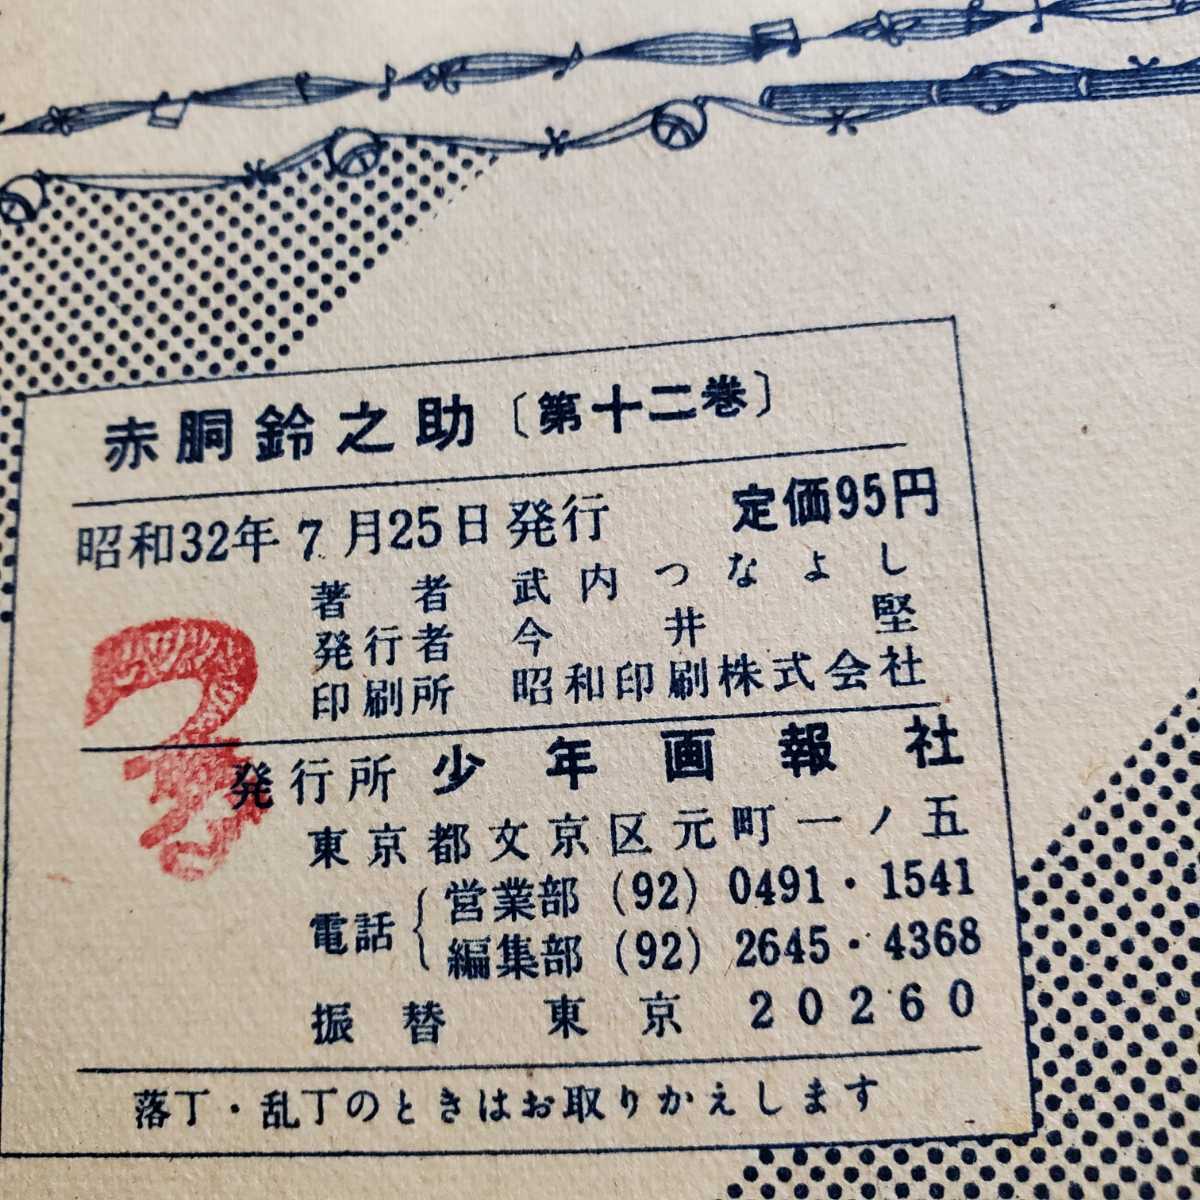 赤胴鈴之助〔第十二巻〕
昭和32年7月25日発行 定価95円
著者 武内つなよし
発行者 今井堅
印刷所 昭和印刷株式会社
発行所 少年画報社
東京都文京区元町一ノ五
電話{営業部 (92) 0491・1541
編集部 (92) 2645・4368
振替 東京 20260
落丁・乱丁のときはお取りかえします